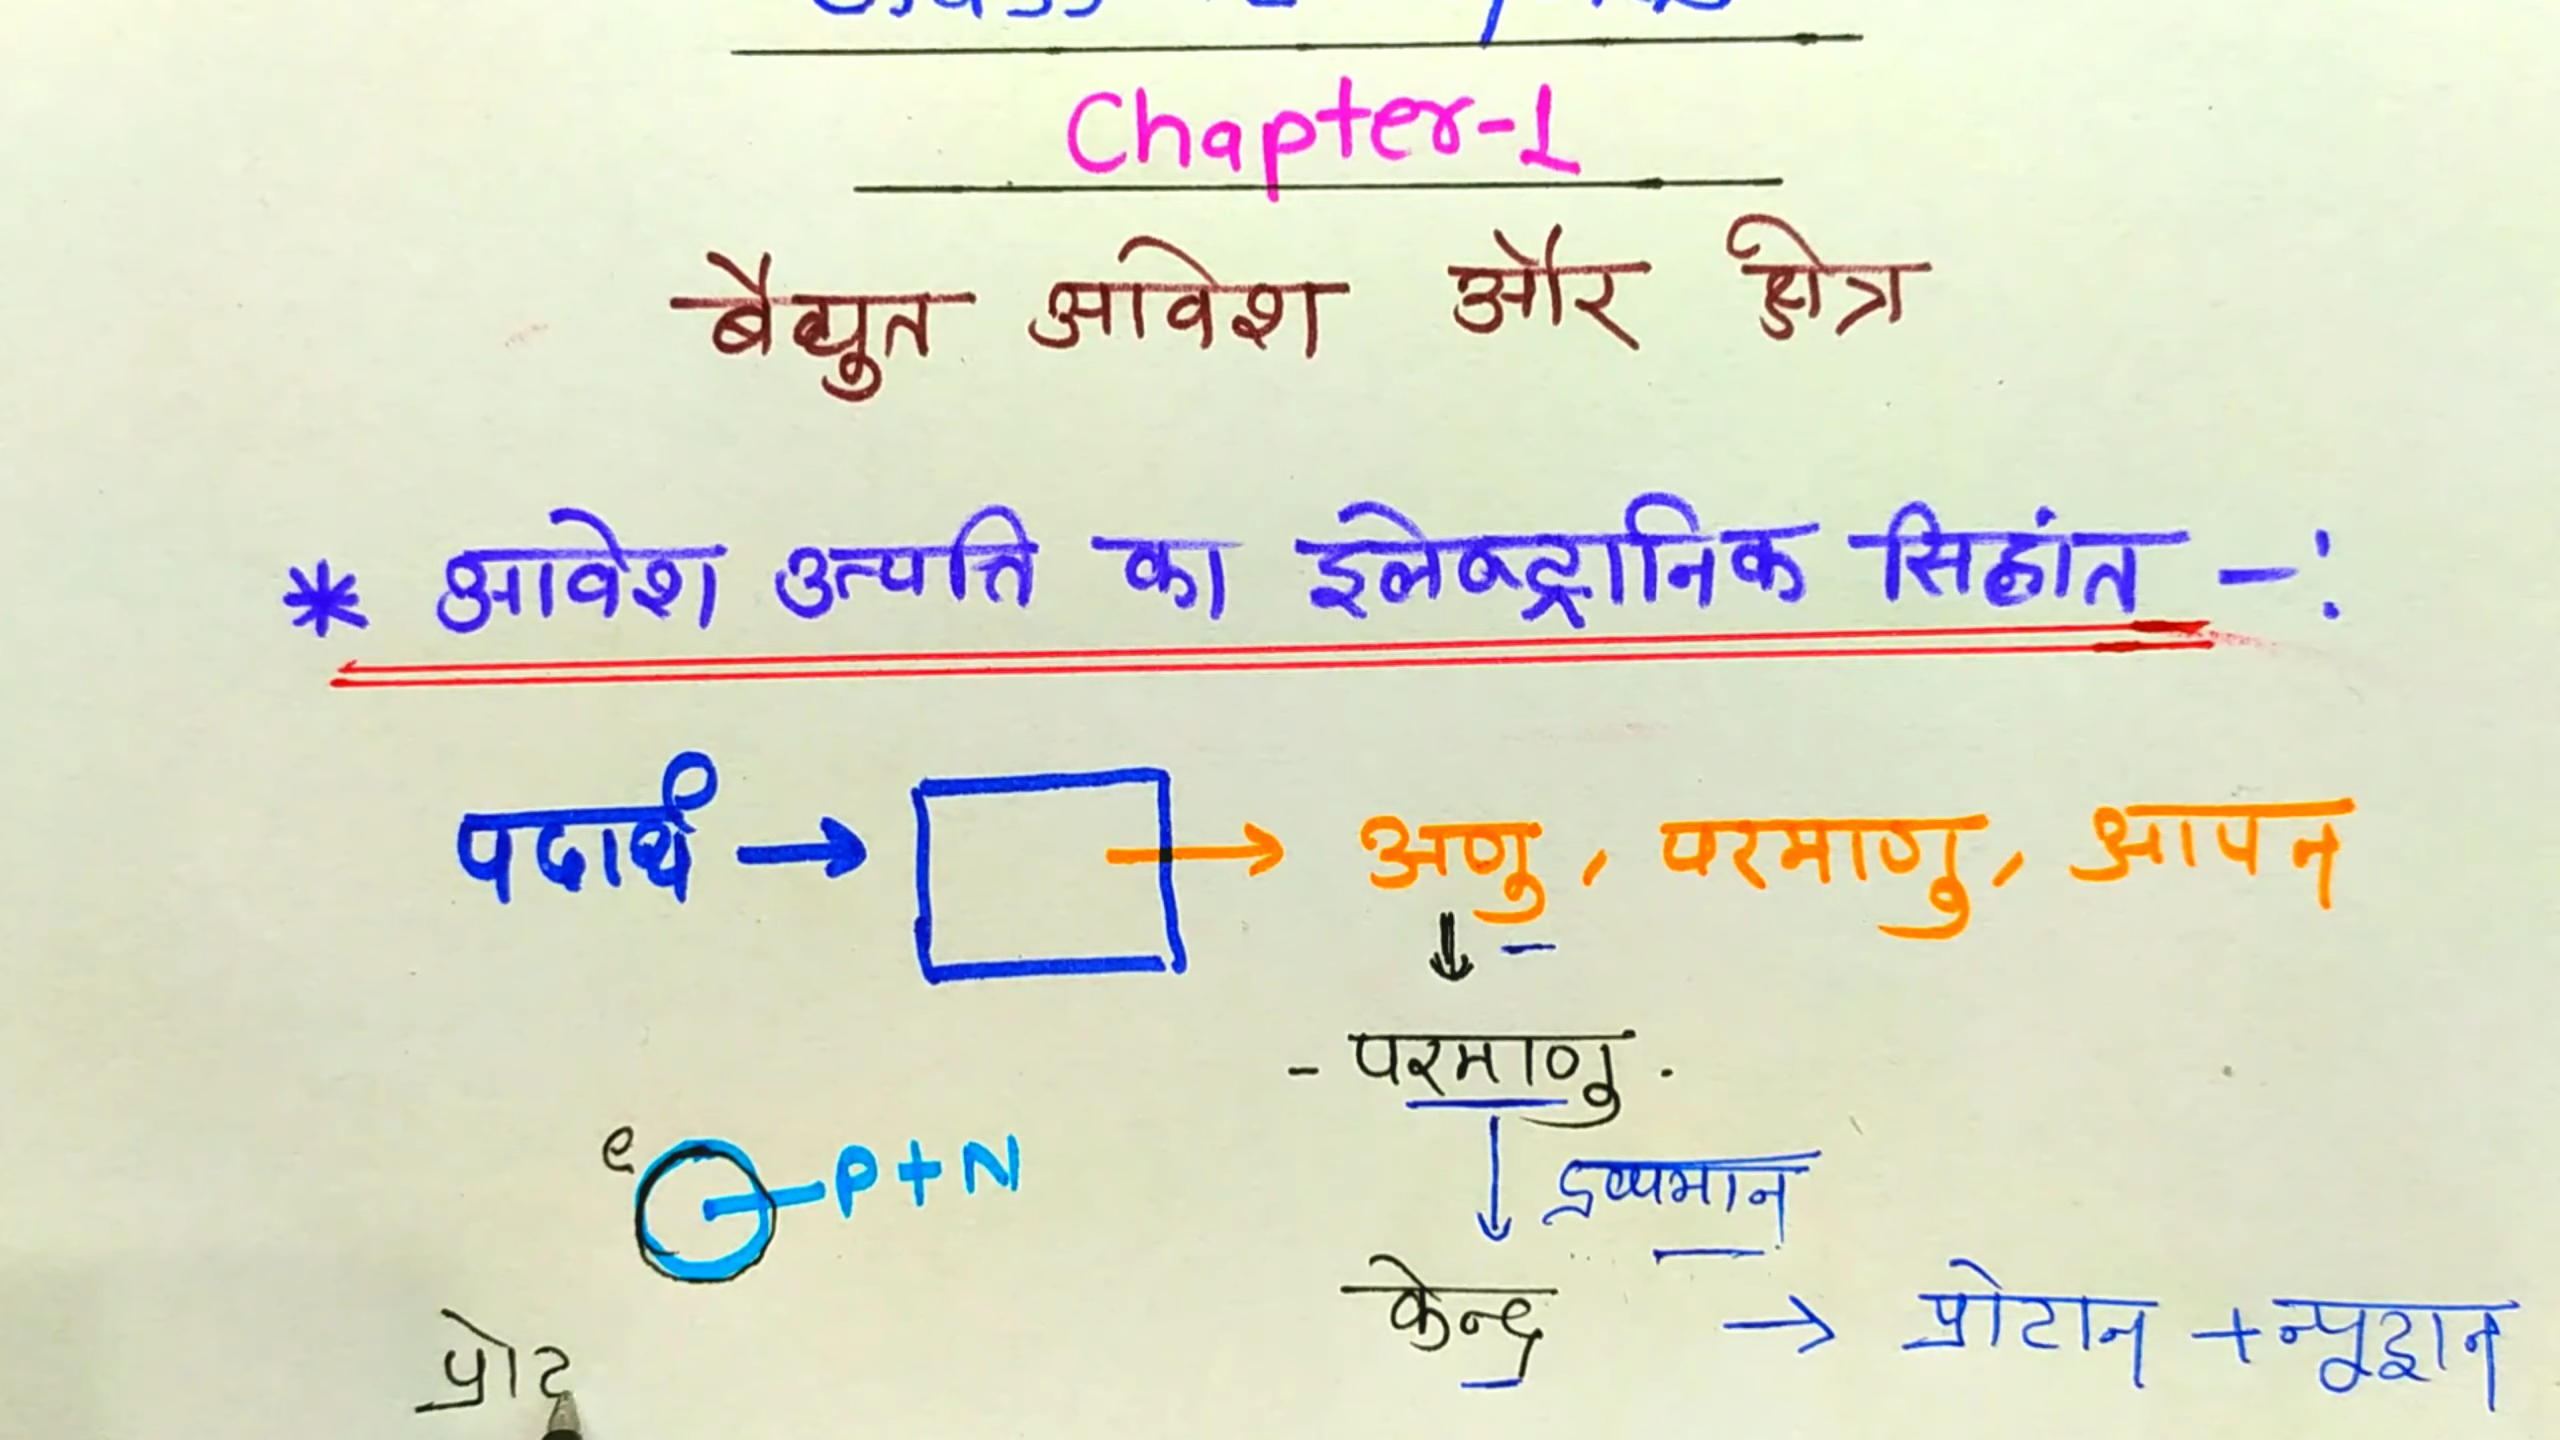 Chapter-1
बैद्युत आवेश और क्षेत्र
* आवेश उत्पत्ति का इलेक्ट्रानिक सिद्धांत -:
पदार्थ → → अणु, परमाणु, आयन
↓ -
- परमाणु .
e P+N
↓ द्रव्यमान
केन्द्र → प्रोटान + न्यूट्रान
प्रोट